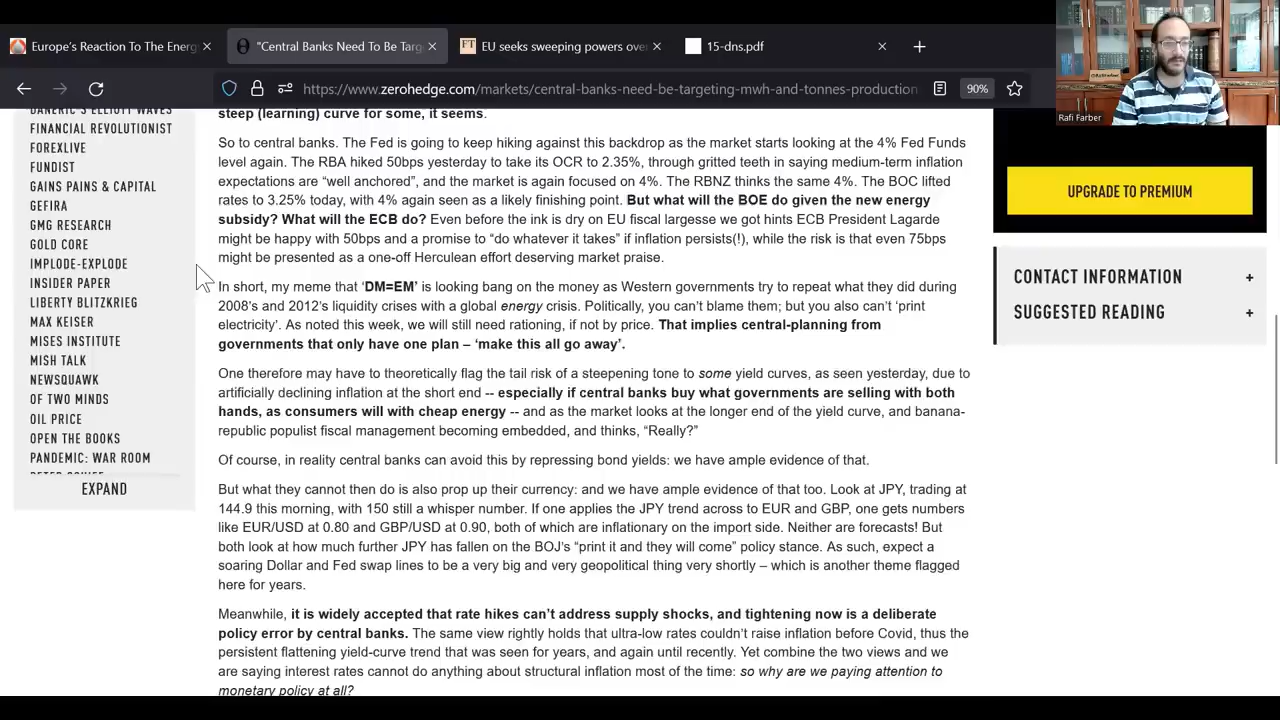 Europe's Reaction To The Energ
"Central Banks Need To Be Targ
FT
EU seeks sweeping powers over
15-dns.pdf
https://www.zerohedge.com/markets/central-banks-need-be-targeting-mwh-and-tonnes-production
90%
Rafi Farber
DANERIC'S ELLIOTT WAVES
FINANCIAL REVOLUTIONIST
FOREXLIVE
FUNDIST
GAINS PAINS & CAPITAL
GEFIRA
GMG RESEARCH
GOLD CORE
IMPLODE-EXPLODE
INSIDER PAPER
LIBERTY BLITZKRIEG
MAX KEISER
MISES INSTITUTE
MISH TALK
NEWSQUAWK
OF TWO MINDS
OIL PRICE
OPEN THE BOOKS
PANDEMIC: WAR ROOM
EXPAND
steep (learning) curve for some, it seems.
So to central banks. The Fed is going to keep hiking against this backdrop as the market starts looking at the 4% Fed Funds
level again. The RBA hiked 50bps yesterday to take its OCR to 2.35%, through gritted teeth in saying medium-term inflation
expectations are “well anchored”, and the market is again focused on 4%. The RBNZ thinks the same 4%. The BOC lifted
rates to 3.25% today, with 4% again seen as a likely finishing point. But what will the BOE do given the new energy
subsidy? What will the ECB do? Even before the ink is dry on EU fiscal largesse we got hints ECB President Lagarde
might be happy with 50bps and a promise to “do whatever it takes” if inflation persists(!), while the risk is that even 75bps
might be presented as a one-off Herculean effort deserving market praise.
In short, my meme that ‘DM=EM’ is looking bang on the money as Western governments try to repeat what they did during
2008’s and 2012’s liquidity crises with a global energy crisis. Politically, you can’t blame them; but you also can’t ‘print
electricity’. As noted this week, we will still need rationing, if not by price. That implies central-planning from
governments that only have one plan – ‘make this all go away’.
One therefore may have to theoretically flag the tail risk of a steepening tone to some yield curves, as seen yesterday, due to
artificially declining inflation at the short end -- especially if central banks buy what governments are selling with both
hands, as consumers will with cheap energy -- and as the market looks at the longer end of the yield curve, and banana-
republic populist fiscal management becoming embedded, and thinks, “Really?”
Of course, in reality central banks can avoid this by repressing bond yields: we have ample evidence of that.
But what they cannot then do is also prop up their currency: and we have ample evidence of that too. Look at JPY, trading at
144.9 this morning, with 150 still a whisper number. If one applies the JPY trend across to EUR and GBP, one gets numbers
like EUR/USD at 0.80 and GBP/USD at 0.90, both of which are inflationary on the import side. Neither are forecasts! But
both look at how much further JPY has fallen on the BOJ’s “print it and they will come” policy stance. As such, expect a
soaring Dollar and Fed swap lines to be a very big and very geopolitical thing very shortly – which is another theme flagged
here for years.
Meanwhile, it is widely accepted that rate hikes can’t address supply shocks, and tightening now is a deliberate
policy error by central banks. The same view rightly holds that ultra-low rates couldn’t raise inflation before Covid, thus the
persistent flattening yield-curve trend that was seen for years, and again until recently. Yet combine the two views and we
are saying interest rates cannot do anything about structural inflation most of the time: so why are we paying attention to
monetary policy at all?
UPGRADE TO PREMIUM
CONTACT INFORMATION +
SUGGESTED READING +